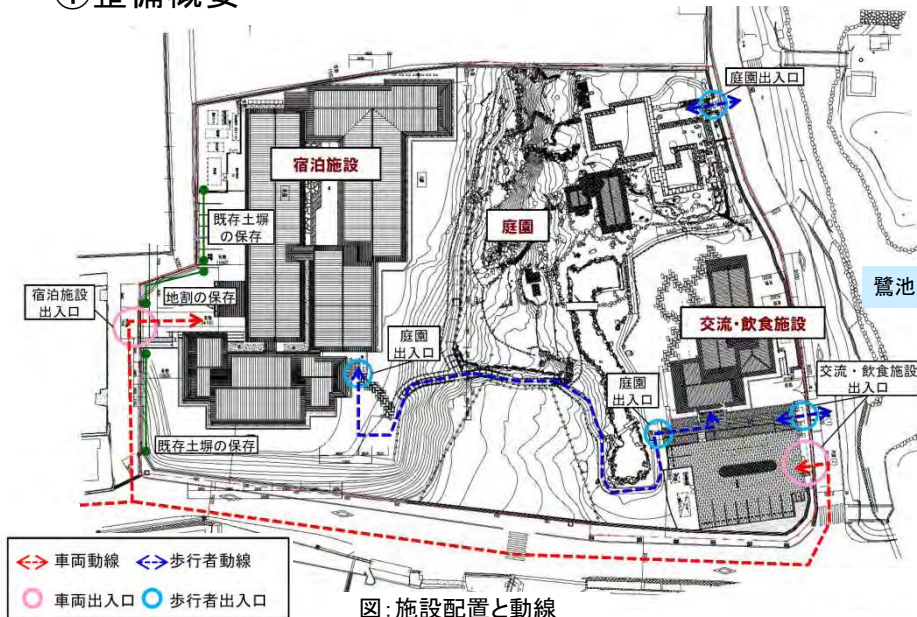 ①整備概要
庭園出入口
宿泊施設
既存土塀
の保存
庭園
鷺池
宿泊施設
出入口
地割の保存
交流・飲食施設
庭園
出入口
庭園
出入口
交流・飲食施設
出入口
既存土塀の保存
車両動線
歩行者動線
車両出入口
歩行者出入口
図:施設配置と動線